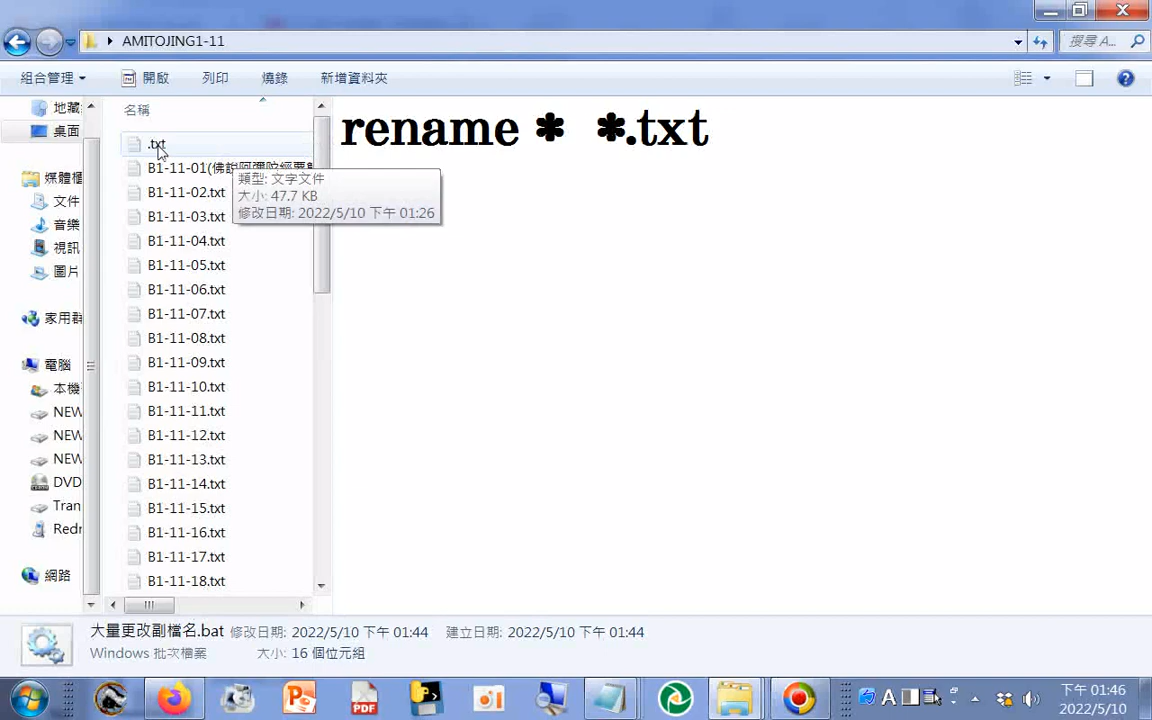 AMITOJING1-11
搜尋 A...
組合管理
開啟
列印
燒錄
新增資料夾
地藏
桌面
媒體櫃
文件
音樂
視訊
圖片
家用群
電腦
本機
NEW
NEW
NEW
DVD
Tran
Redn
網路
名稱
.txt
B1-11-01(佛說阿彌陀經要
B1-11-02.txt
B1-11-03.txt
B1-11-04.txt
B1-11-05.txt
B1-11-06.txt
B1-11-07.txt
B1-11-08.txt
B1-11-09.txt
B1-11-10.txt
B1-11-11.txt
B1-11-12.txt
B1-11-13.txt
B1-11-14.txt
B1-11-15.txt
B1-11-16.txt
B1-11-17.txt
B1-11-18.txt
類型: 文字文件
大小: 47.7 KB
修改日期: 2022/5/10 下午 01:26
rename * *.txt
大量更改副檔名.bat 修改日期: 2022/5/10 下午 01:44 建立日期: 2022/5/10 下午 01:44
Windows 批次檔案 大小: 16 個位元組
A
下午 01:46
2022/5/10